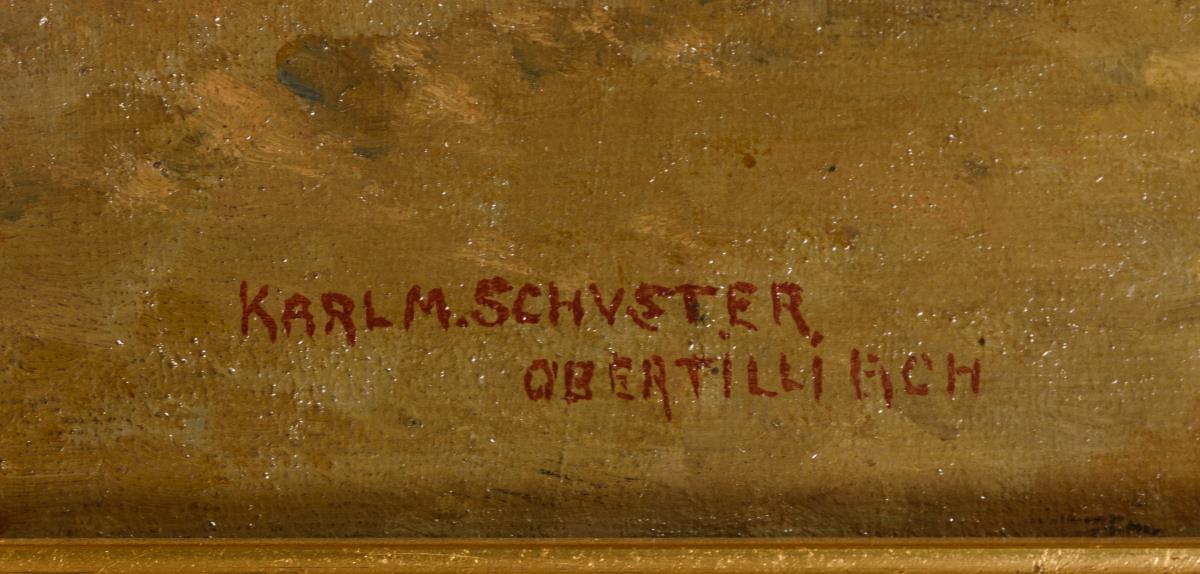 KARL M. SCHVSTER.
OBERTILLIACH